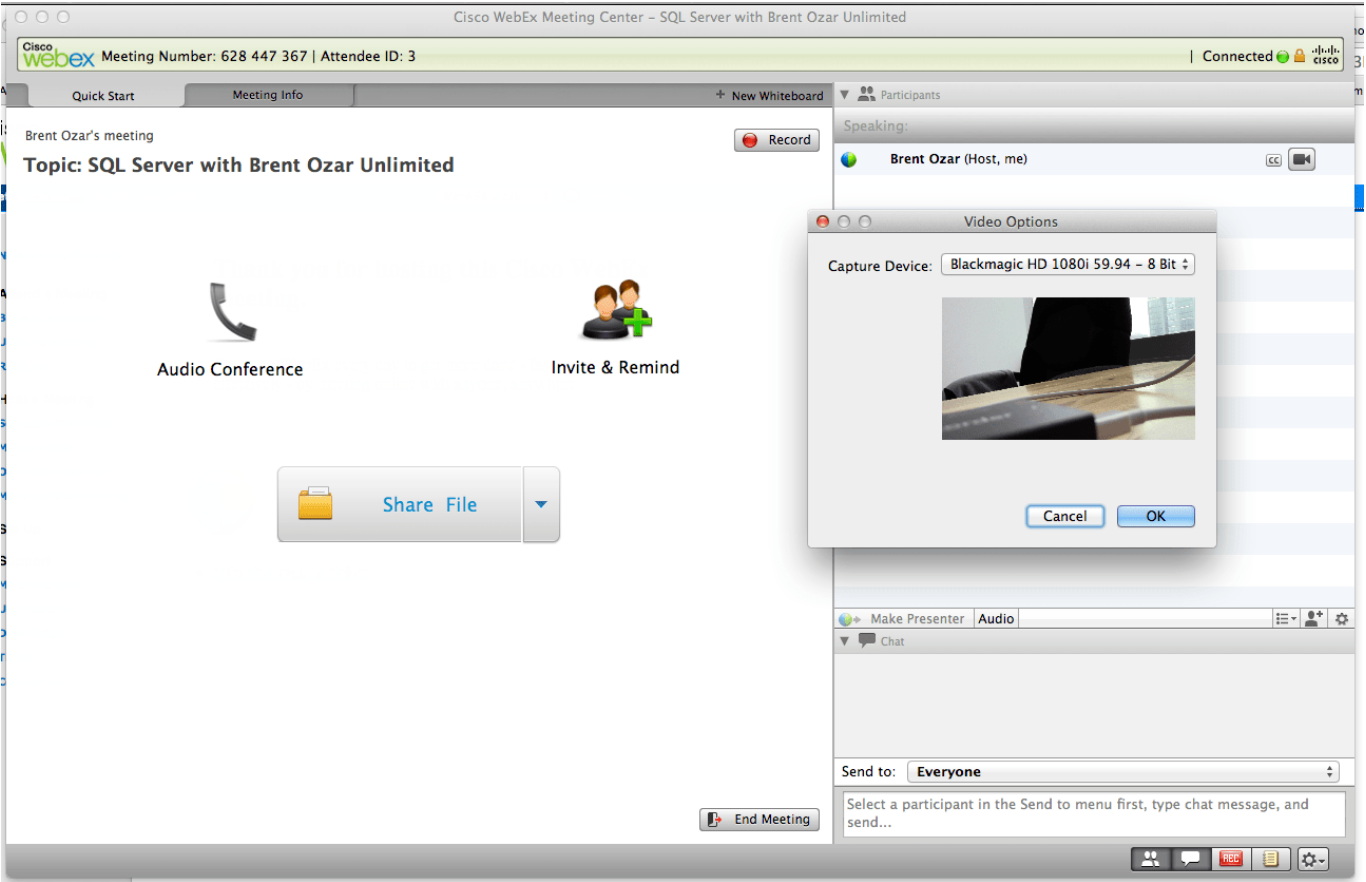 Cisco WebEx Meeting Center – SQL Server with Brent Ozar Unlimited
Cisco webex Meeting Number: 628 447 367 | Attendee ID: 3
| Connected
CISCO
Quick Start
Meeting Info
+ New Whiteboard
Participants
Brent Ozar's meeting
Record
Topic: SQL Server with Brent Ozar Unlimited
Speaking:
Brent Ozar (Host, me)
CC
Video Options
Capture Device: Blackmagic HD 1080i 59.94 – 8 Bit
Audio Conference
Invite & Remind
Share File
Cancel
OK
Make Presenter
Audio
Chat
Send to: Everyone
Select a participant in the Send to menu first, type chat message, and
send...
End Meeting
REC